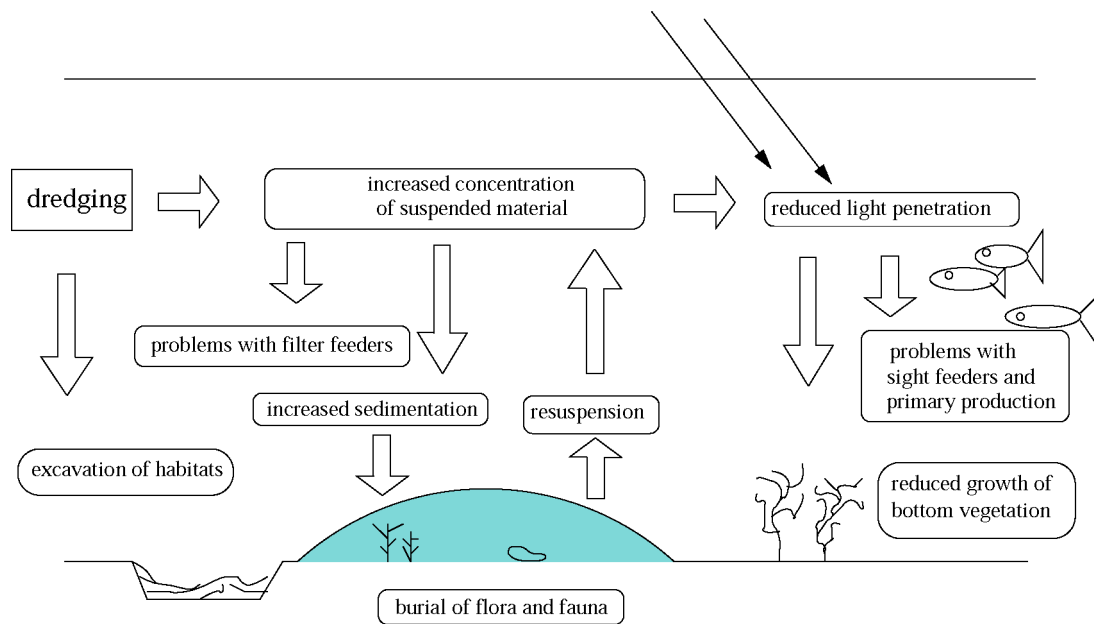 dredging
increased concentration
of suspended material
reduced light penetration
problems with filter feeders
problems with
sight feeders and
primary production
increased sedimentation
resuspension
excavation of habitats
reduced growth of
bottom vegetation
burial of flora and fauna